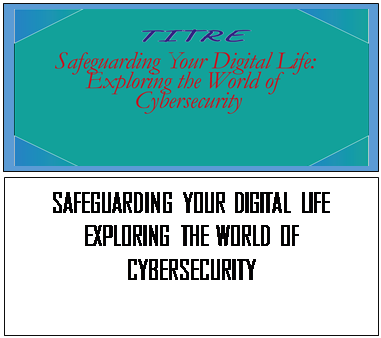 TITRE
Safeguarding Your Digital Life:
Exploring the World of
Cybersecurity
SAFEGUARDING YOUR DIGITAL LIFE
EXPLORING THE WORLD OF
CYBERSECURITY